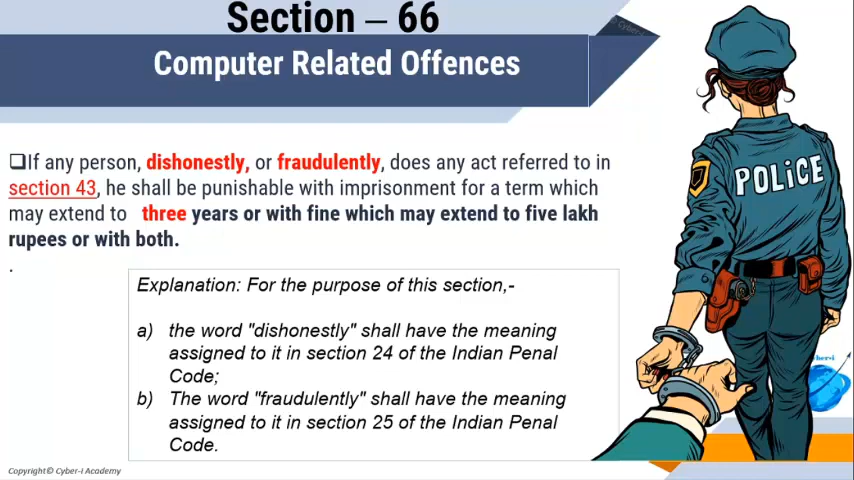 Section – 66
Computer Related Offences
❑If any person, dishonestly, or fraudulently, does any act referred to in
section 43, he shall be punishable with imprisonment for a term which
may extend to three years or with fine which may extend to five lakh
rupees or with both.
.
Explanation: For the purpose of this section,-
a) the word "dishonestly" shall have the meaning
assigned to it in section 24 of the Indian Penal
Code;
b) The word "fraudulently" shall have the meaning
assigned to it in section 25 of the Indian Penal
Code.
POLiCE
Copyright© Cyber-i Academy